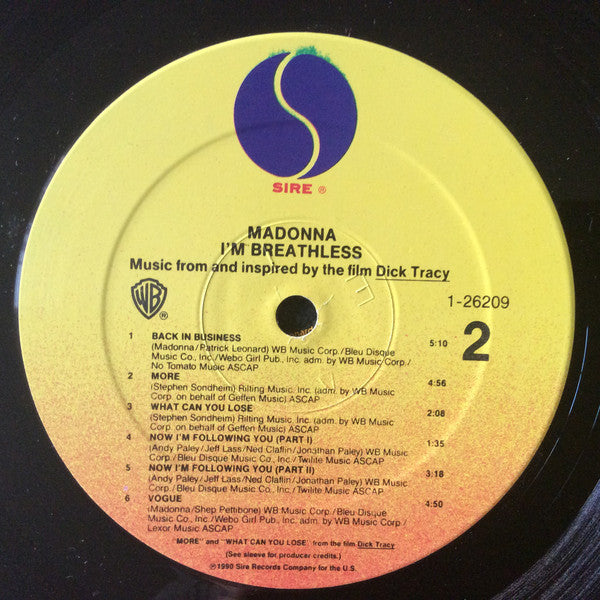 SIRE ®
MADONNA
I'M BREATHLESS
Music from and inspired by the film Dick Tracy
WB
®
1-26209
2
1 BACK IN BUSINESS 5:10
(Madonna/Patrick Leonard) WB Music Corp./Bleu Disque
Music Co., Inc./Webo Girl Pub., Inc. adm. by WB Music Corp./
No Tomato Music ASCAP
2 MORE 4:56
(Stephen Sondheim) Rilting Music, Inc. (adm. by WB Music
Corp. on behalf of Geffen Music) ASCAP
3 WHAT CAN YOU LOSE 2:08
(Stephen Sondheim) Rilting Music, Inc. (adm. by WB Music
Corp. on behalf of Geffen Music) ASCAP
4 NOW I'M FOLLOWING YOU (PART I) 1:35
(Andy Paley/Jeff Lass/Ned Claflin/Jonathan Paley) WB Music
Corp./Bleu Disque Music Co., Inc./Twilite Music ASCAP
5 NOW I'M FOLLOWING YOU (PART II) 3:18
(Andy Paley/Jeff Lass/Ned Claflin/Jonathan Paley) WB Music
Corp./Bleu Disque Music Co., Inc./Twilite Music ASCAP
6 VOGUE 4:50
(Madonna/Shep Pettibone) WB Music Corp./Bleu Disque
Music Co., Inc./Webo Girl Pub., Inc. adm. by WB Music Corp./
Lexor Music ASCAP
"MORE" and "WHAT CAN YOU LOSE" from the film Dick Tracy
(See sleeve for producer credits.)
℗1990 Sire Records Company for the U.S.